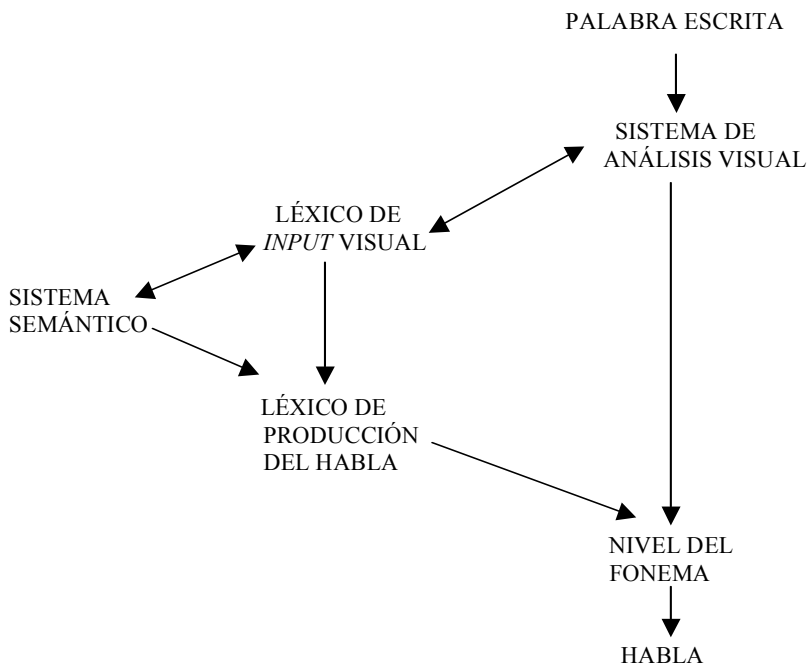 PALABRA ESCRITA
SISTEMA DE
ANÁLISIS VISUAL
LÉXICO DE
INPUT VISUAL
SISTEMA
SEMÁNTICO
LÉXICO DE
PRODUCCIÓN
DEL HABLA
NIVEL DEL
FONEMA
HABLA